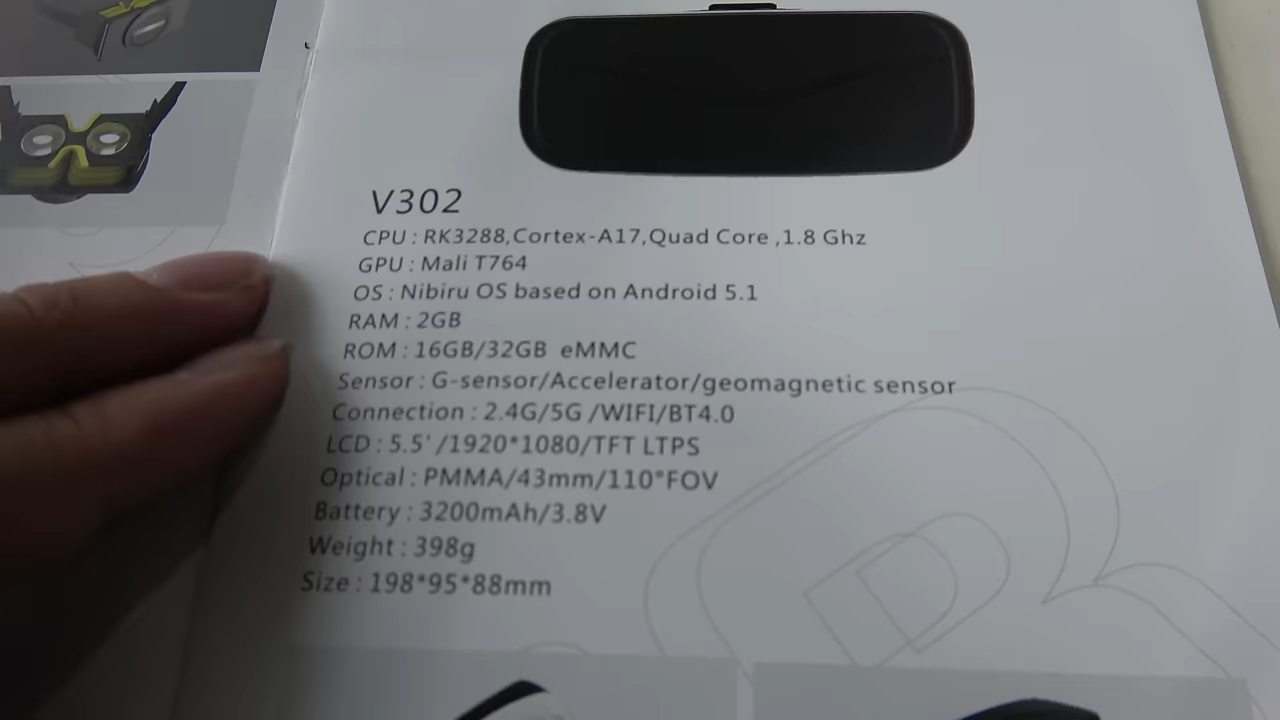 V302
CPU : RK3288,Cortex-A17,Quad Core ,1.8 Ghz
GPU : Mali T764
OS : Nibiru OS based on Android 5.1
RAM : 2GB
ROM : 16GB/32GB eMMC
Sensor : G-sensor/Accelerator/geomagnetic sensor
Connection : 2.4G/5G /WIFI/BT4.0
LCD : 5.5' /1920*1080/TFT LTPS
Optical : PMMA/43mm/110°FOV
Battery : 3200mAh/3.8V
Weight : 398g
Size : 198*95*88mm